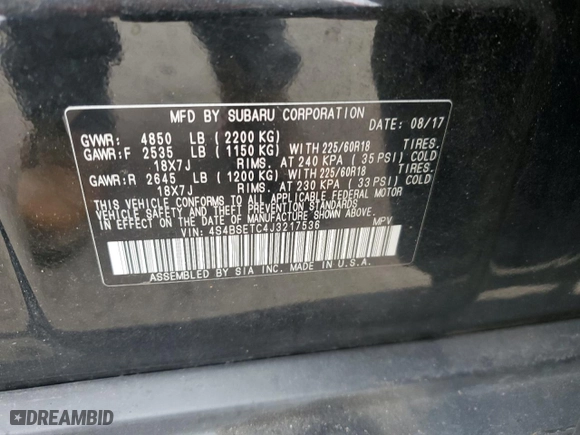 MFD BY SUBARU CORPORATION
DATE: 08/17
GVWR: 4850 LB (2200 KG)
GAWR:F 2535 LB (1150 KG) WITH 225/60R18 TIRES.
18X7J RIMS. AT 240 KPA (35 PSI) COLD
GAWR:R 2645 LB (1200 KG) WITH 225/60R18 TIRES.
18X7J RIMS. AT 230 KPA (33 PSI) COLD
THIS VEHICLE CONFORMS TO ALL APPLICABLE FEDERAL MOTOR
VEHICLE SAFETY AND THEFT PREVENTION STANDARDS
IN EFFECT ON THE DATE OF MANUFACTURE SHOWN ABOVE.
VIN: 4S4BSETC4J3217536 MPV
ASSEMBLED BY SIA INC. MADE IN U.S.A.
DREAMBID